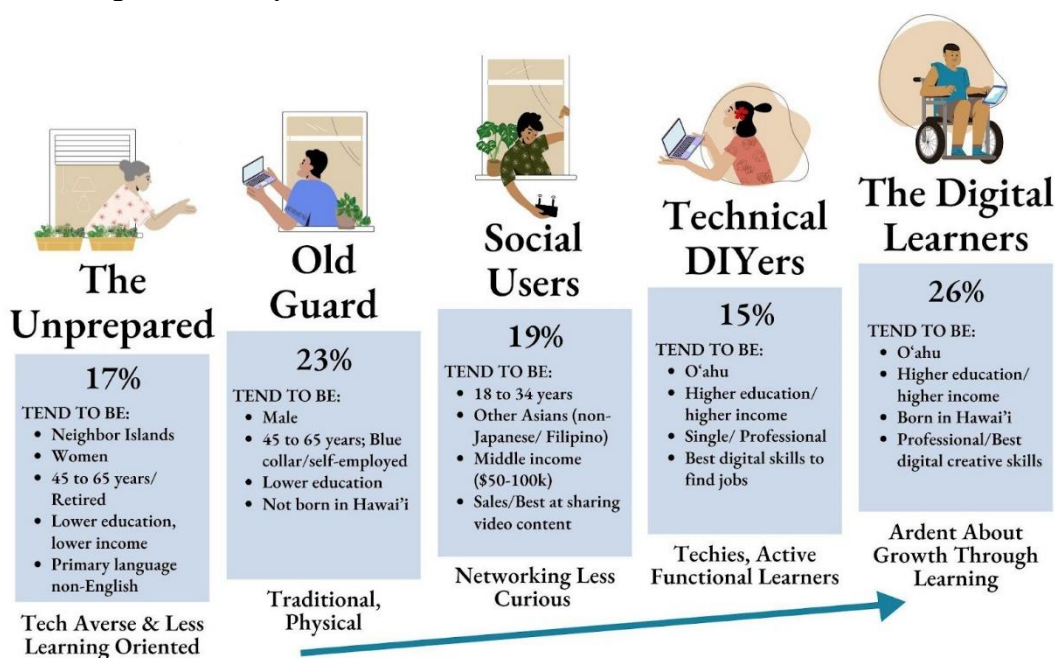 The
Unprepared
17%
TEND TO BE:
• Neighbor Islands
• Women
• 45 to 65 years/
Retired
• Lower education,
lower income
• Primary language
non-English
Tech Averse & Less
Learning Oriented
Old
Guard
23%
TEND TO BE:
• Male
• 45 to 65 years; Blue
collar/self-employed
• Lower education
• Not born in Hawai'i
Traditional,
Physical
Social
Users
19%
TEND TO BE:
• 18 to 34 years
• Other Asians (non-
Japanese/ Filipino)
• Middle income
($50-100k)
• Sales/Best at sharing
video content
Networking Less
Curious
Technical
DIYers
15%
TEND TO BE:
• Oʻahu
• Higher education/
higher income
• Single/ Professional
• Best digital skills to
find jobs
Techies, Active
Functional Learners
The Digital
Learners
26%
TEND TO BE:
• Oʻahu
• Higher education/
higher income
• Born in Hawai'i
• Professional/Best
digital creative skills
Ardent About
Growth Through
Learning